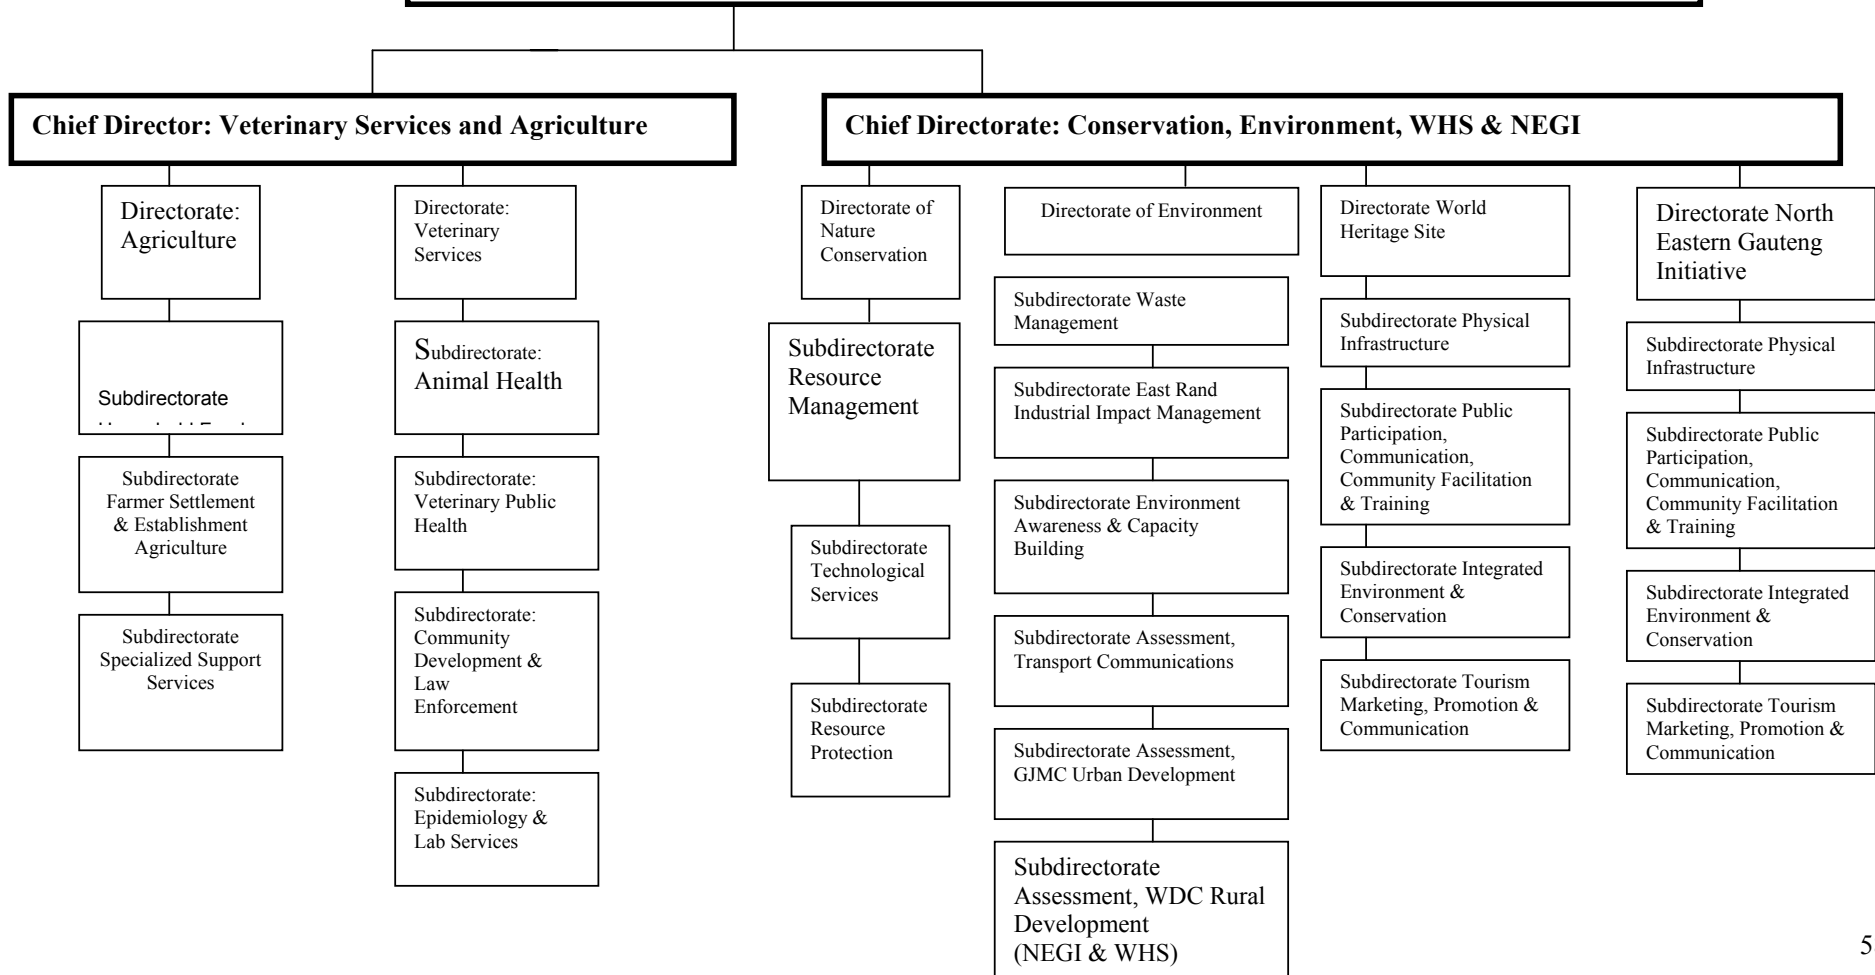 Chief Director: Veterinary Services and Agriculture
Chief Directorate: Conservation, Environment, WHS & NEGI
Directorate:
Agriculture
Subdirectorate
Subdirectorate
Farmer Settlement
& Establishment
Agriculture
Subdirectorate
Specialized Support
Services
Directorate:
Veterinary
Services
Subdirectorate:
Animal Health
Subdirectorate:
Veterinary Public
Health
Subdirectorate:
Community
Development &
Law
Enforcement
Subdirectorate:
Epidemiology &
Lab Services
Directorate of
Nature
Conservation
Subdirectorate
Resource
Management
Subdirectorate
Technological
Services
Subdirectorate
Resource
Protection
Directorate of Environment
Subdirectorate Waste
Management
Subdirectorate East Rand
Industrial Impact Management
Subdirectorate Environment
Awareness & Capacity
Building
Subdirectorate Assessment,
Transport Communications
Subdirectorate Assessment,
GJMC Urban Development
Subdirectorate
Assessment, WDC Rural
Development
(NEGI & WHS)
Directorate World
Heritage Site
Subdirectorate Physical
Infrastructure
Subdirectorate Public
Participation,
Communication,
Community Facilitation
& Training
Subdirectorate Integrated
Environment &
Conservation
Subdirectorate Tourism
Marketing, Promotion &
Communication
Directorate North
Eastern Gauteng
Initiative
Subdirectorate Physical
Infrastructure
Subdirectorate Public
Participation,
Communication,
Community Facilitation
& Training
Subdirectorate Integrated
Environment &
Conservation
Subdirectorate Tourism
Marketing, Promotion &
Communication
5